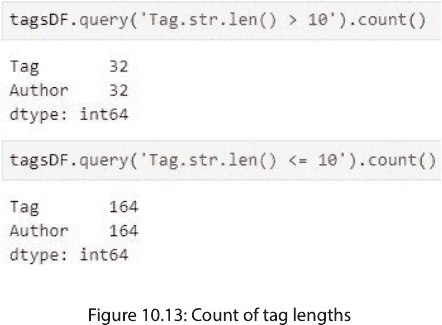 tagsDF.query('Tag.str.len() > 10').count()
Tag 32
Author 32
dtype: int64
tagsDF.query('Tag.str.len() <= 10').count()
Tag 164
Author 164
dtype: int64
Figure 10.13: Count of tag lengths